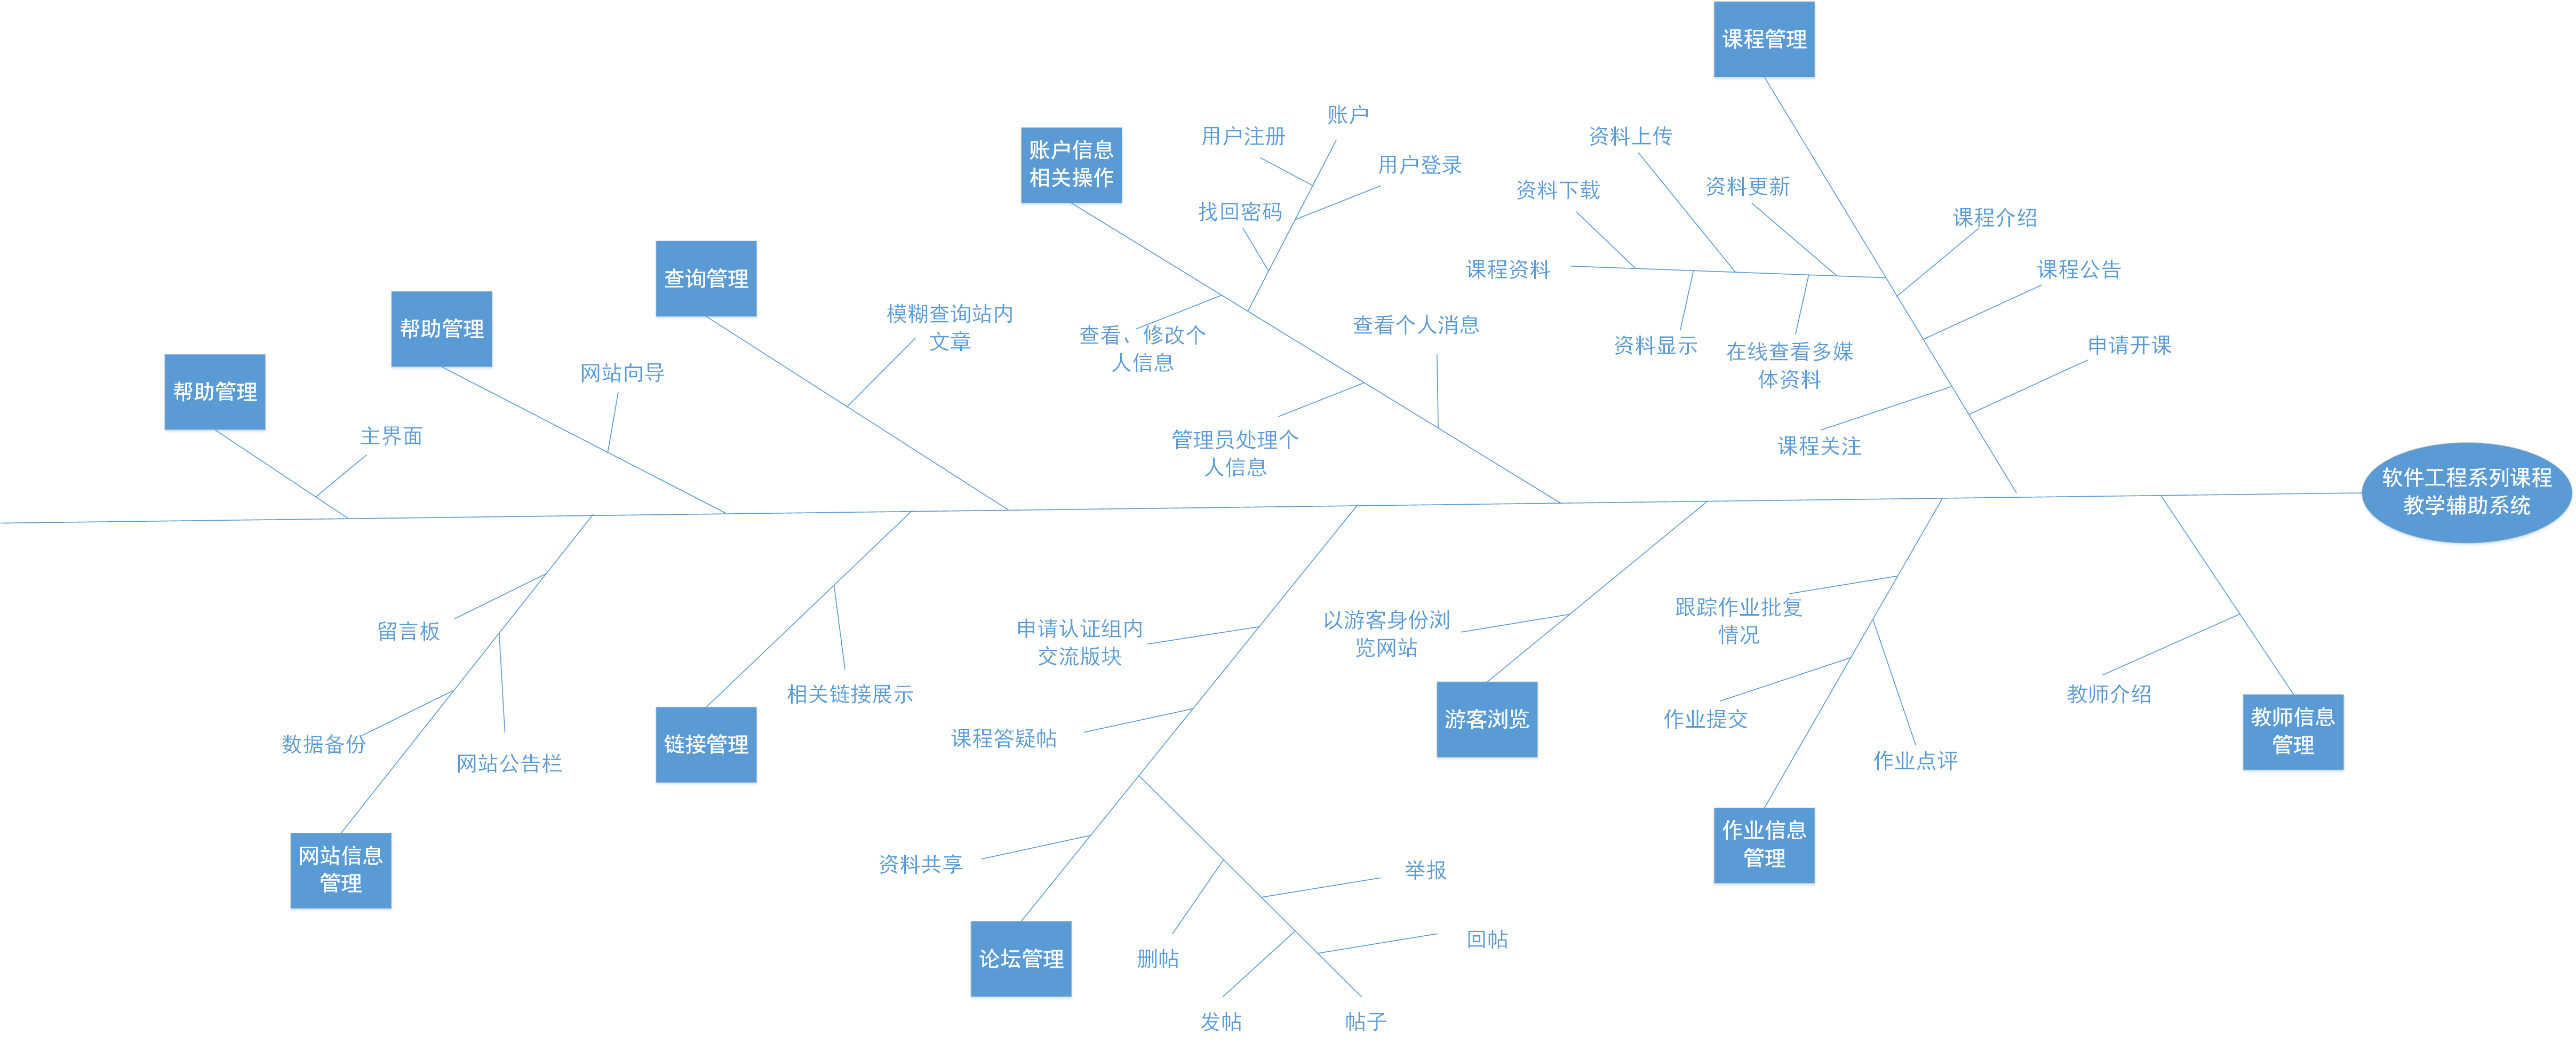 课程管理
账户
用户注册
资料上传
账户信息
相关操作
用户登录
资料下载
资料更新
找回密码
课程介绍
查询管理
课程资料
课程公告
模糊查询站内
文章
帮助管理
查看、修改个
人信息
查看个人消息
资料显示
在线查看多媒
体资料
申请开课
网站向导
帮助管理
主界面
管理员处理个
人信息
课程关注
软件工程系列课程
教学辅助系统
留言板
申请认证组内
交流版块
以游客身份浏
览网站
跟踪作业批复
情况
相关链接展示
教师介绍
数据备份
网站公告栏
链接管理
课程答疑帖
游客浏览
作业提交
作业点评
教师信息
管理
网站信息
管理
资料共享
作业信息
管理
举报
论坛管理
删帖
回帖
发帖
帖子